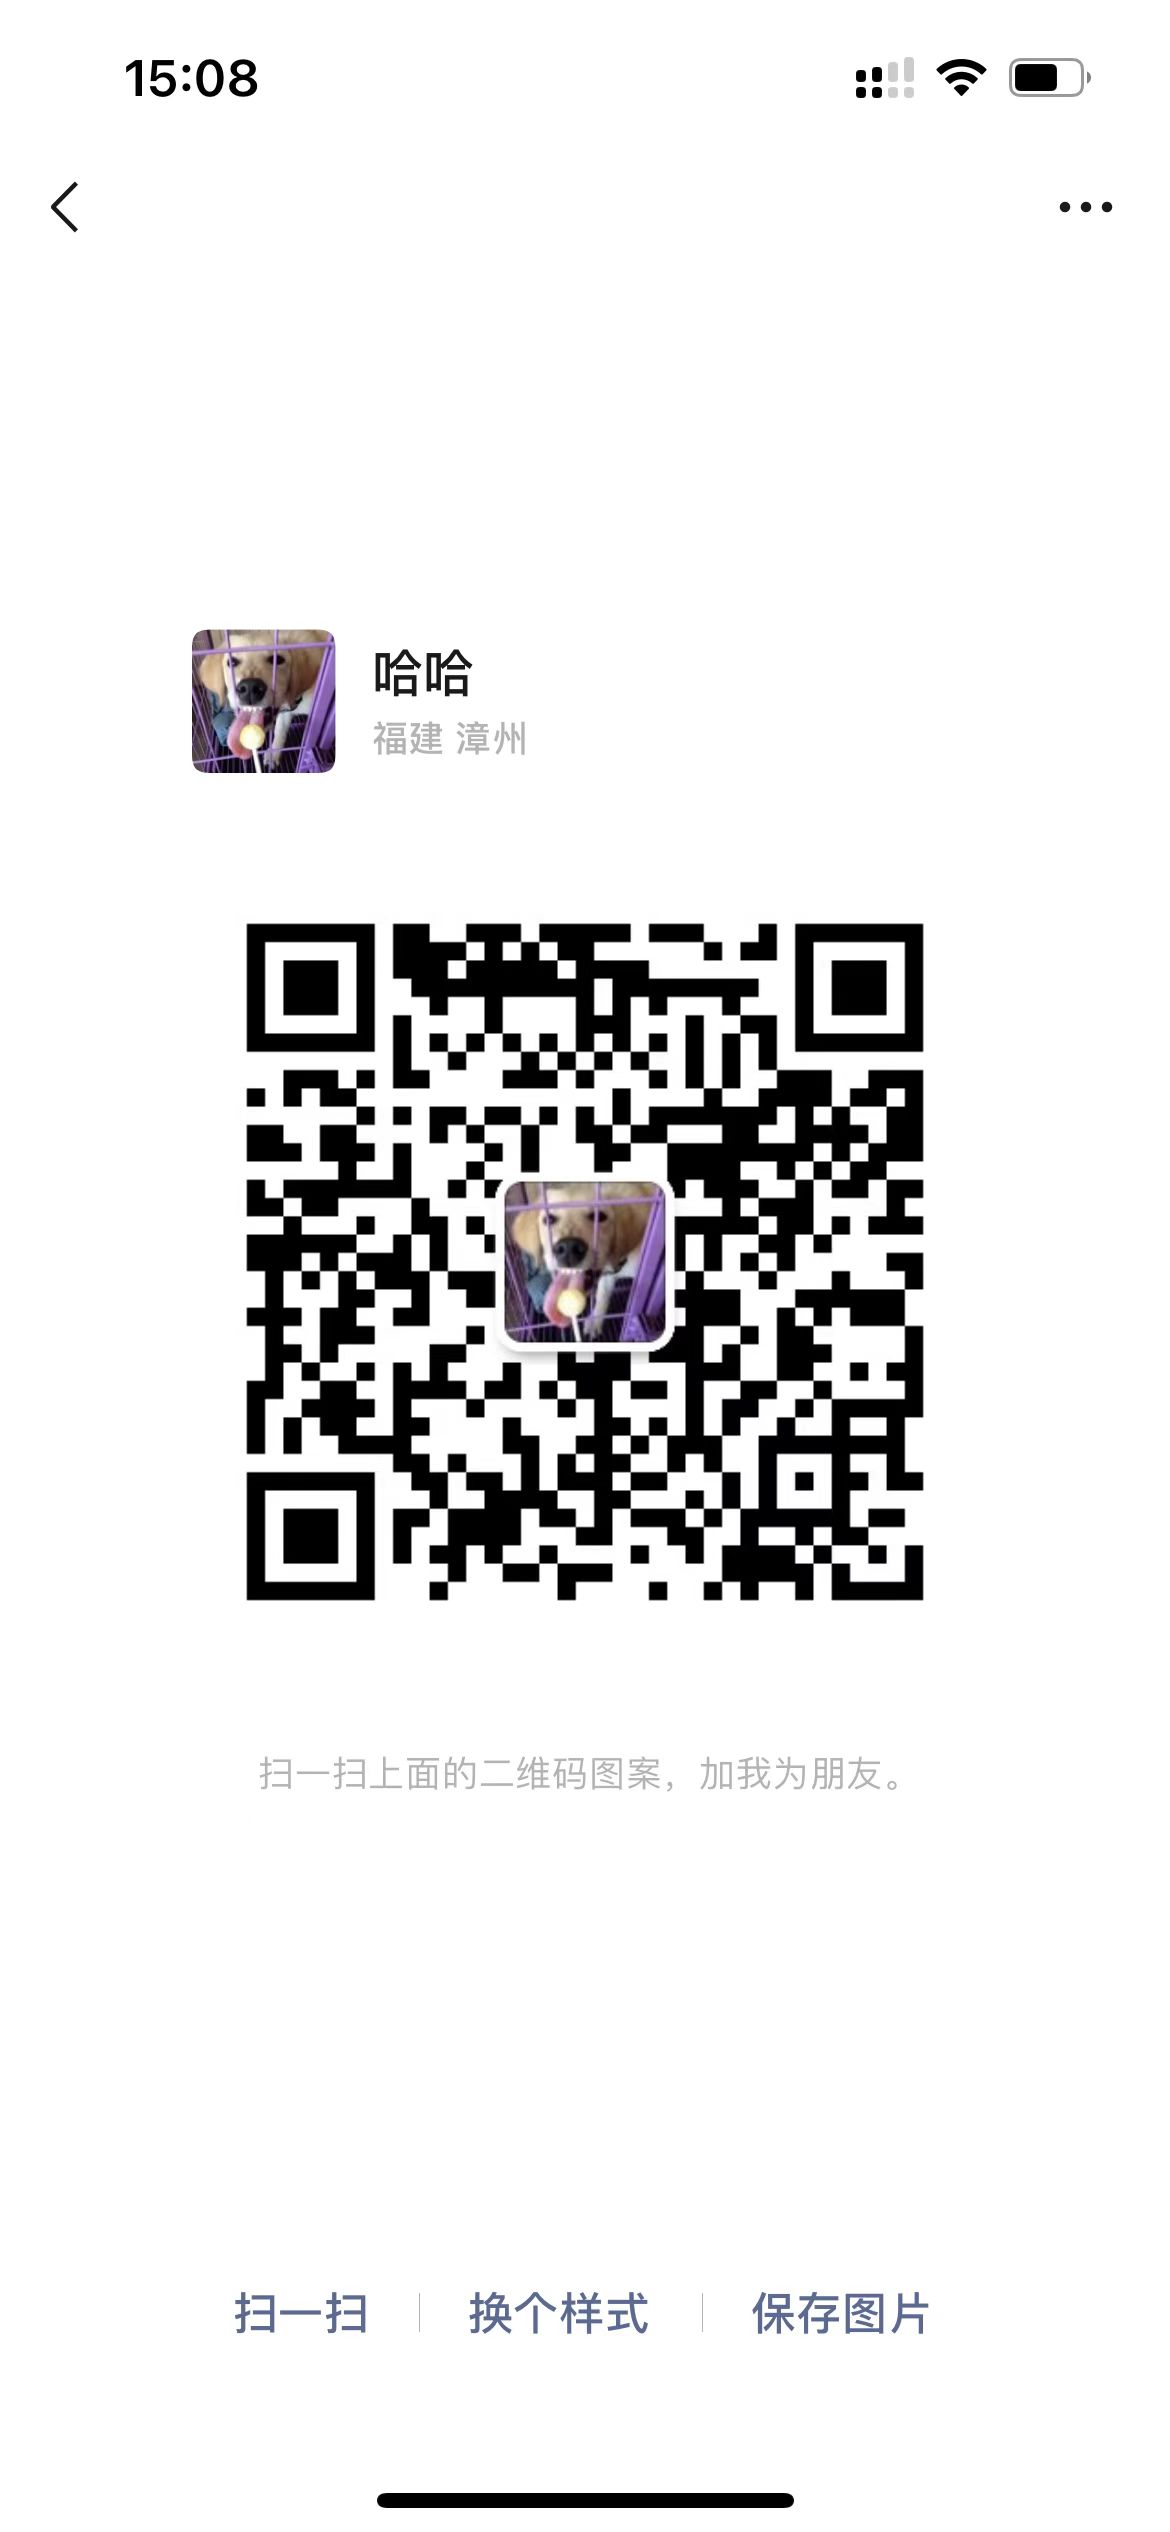 15:08
哈哈
福建 漳州
扫一扫上面的二维码图案，加我为朋友。
扫一扫
换个样式
保存图片